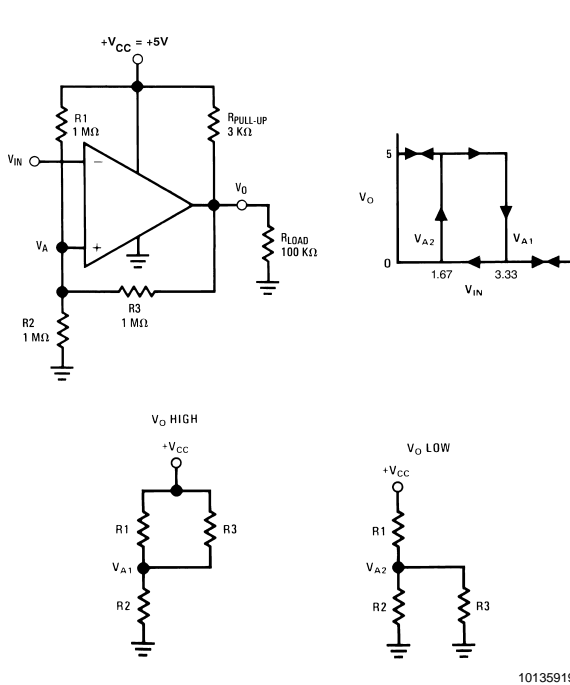 +VCC = +5V
R1
1 MΩ
RPULL-UP
3 KΩ
VIN
−
VO
VA
+
RLOAD
100 KΩ
R3
1 MΩ
R2
1 MΩ
5
VO
VA2
VA1
0
1.67
3.33
VIN
VO HIGH
+VCC
R1
R3
VA1
R2
VO LOW
+VCC
R1
VA2
R2
R3
10135919